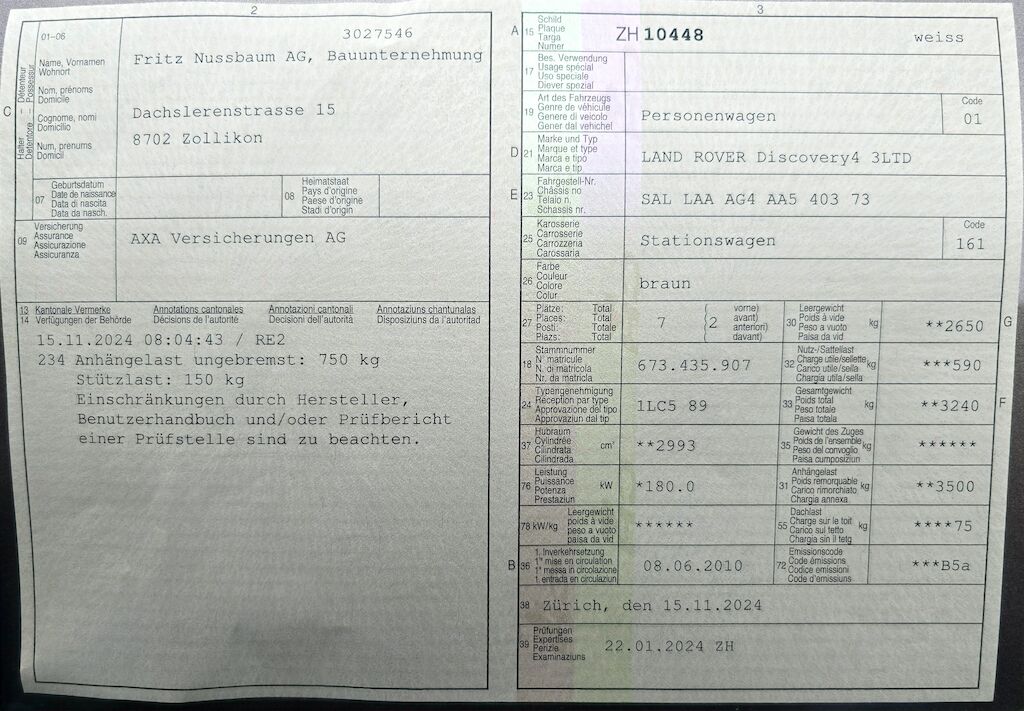 2
01-06
3027546
C
Halter – Détenteur
Detentore – Possessur
Name, Vornamen
Wohnort
Nom, prénoms
Domicile
Cognome, nomi
Domicilio
Num, prenums
Domicil
Fritz Nussbaum AG, Bauunternehmung
Dachslerenstrasse 15
8702 Zollikon
07
Geburtsdatum
Date de naissance
Data di nascita
Data da nasch.
08
Heimatstaat
Pays d'origine
Paese d'origine
Stadi d'origin
09
Versicherung
Assurance
Assicurazione
Assicuranza
AXA Versicherungen AG
13 Kantonale Vermerke Annotations cantonales Annotazioni cantonali Annotaziuns chantunalas
14 Verfügungen der Behörde Décisions de l'autorité Decisioni dell'autorità Disposiziuns da l'autoritad
15.11.2024 08:04:43 / RE2
234 Anhängelast ungebremst: 750 kg
Stützlast: 150 kg
Einschränkungen durch Hersteller,
Benutzerhandbuch und/oder Prüfbericht
einer Prüfstelle sind zu beachten.
3
A
15
Schild
Plaque
Targa
Numer
ZH 10448
weiss
17
Bes. Verwendung
Usage spécial
Uso speciale
Diever spezial
19
Art des Fahrzeugs
Genre de véhicule
Genere di veicolo
Gener dal vehichel
Personenwagen
Code
01
D
21
Marke und Typ
Marque et type
Marca e tipo
Marca e tip
LAND ROVER Discovery4 3LTD
E
23
Fahrgestell-Nr.
Châssis no
Telaio n.
Schassis nr.
SAL LAA AG4 AA5 403 73
25
Karosserie
Carrosserie
Carrozzeria
Carossaria
Stationswagen
Code
161
26
Farbe
Couleur
Colore
Colur
braun
27
Plätze: Total
Places: Total
Posti: Totale
Plazs: Total
7
(2
vorne)
avant)
anteriori)
davant)
30
Leergewicht
Poids à vide
Peso a vuoto
Paisa da vid
kg
**2650
G
18
Stammnummer
N° matricule
N. di matricola
Nr. da matricla
673.435.907
32
Nutz-/Sattellast
Charge utile/sellette
Carico utile/sella
Chargia utila/sella
kg
***590
24
Typengenehmigung
Réception par type
Approvazione del tipo
Approvaziun dal tip
1LC5 89
33
Gesamtgewicht
Poids total
Peso totale
Paisa totala
kg
**3240
F
37
Hubraum
Cylindrée
Cilindrata
Cilindrada
cm³
**2993
35
Gewicht des Zuges
Poids de l'ensemble
Peso del convoglio
Paisa cumposiziun
kg
******
76
Leistung
Puissance
Potenza
Prestaziun
kW
*180.0
31
Anhängelast
Poids remorquable
Carico rimorchiato
Chargia annexa
kg
**3500
78 kW/kg
Leergewicht
poids à vide
peso a vuoto
paisa da vid
******
55
Dachlast
Charge sur le toit
Carico sul tetto
Chargia sin il tetg
kg
****75
B
36
1. Inverkehrsetzung
1re mise en circulation
1a messa in circolazione
1. entrada en circulaziun
08.06.2010
72
Emissionscode
Code émissions
Codice emissioni
Code d'emissiuns
***B5a
38
Zürich, den 15.11.2024
39
Prüfungen
Expertises
Perizie
Examinaziuns
22.01.2024 ZH